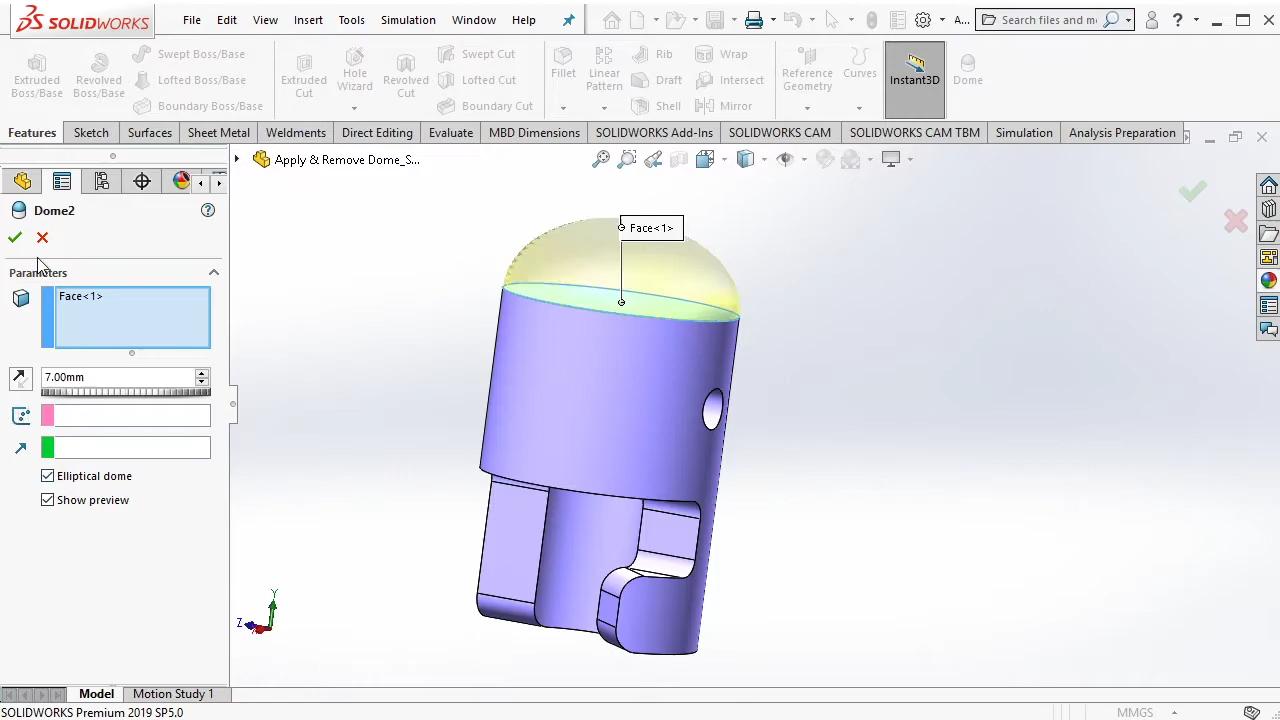 SOLIDWORKS File Edit View Insert Tools Simulation Window Help A... Search files and m ?
Extruded Boss/Base
Revolved Boss/Base
Swept Boss/Base
Lofted Boss/Base
Boundary Boss/Base
Extruded Cut
Hole Wizard
Revolved Cut
Swept Cut
Lofted Cut
Boundary Cut
Fillet
Linear Pattern
Rib
Draft
Shell
Wrap
Intersect
Mirror
Reference Geometry
Curves
Instant3D
Dome
Features Sketch Surfaces Sheet Metal Weldments Direct Editing Evaluate MBD Dimensions SOLIDWORKS Add-Ins SOLIDWORKS CAM SOLIDWORKS CAM TBM Simulation Analysis Preparation
Apply & Remove Dome_S...
Dome2 ?
Parameters
Face<1>
7.00mm
Elliptical dome
Show preview
Face<1>
Y
Z
Model Motion Study 1
SOLIDWORKS Premium 2019 SP5.0 MMGS